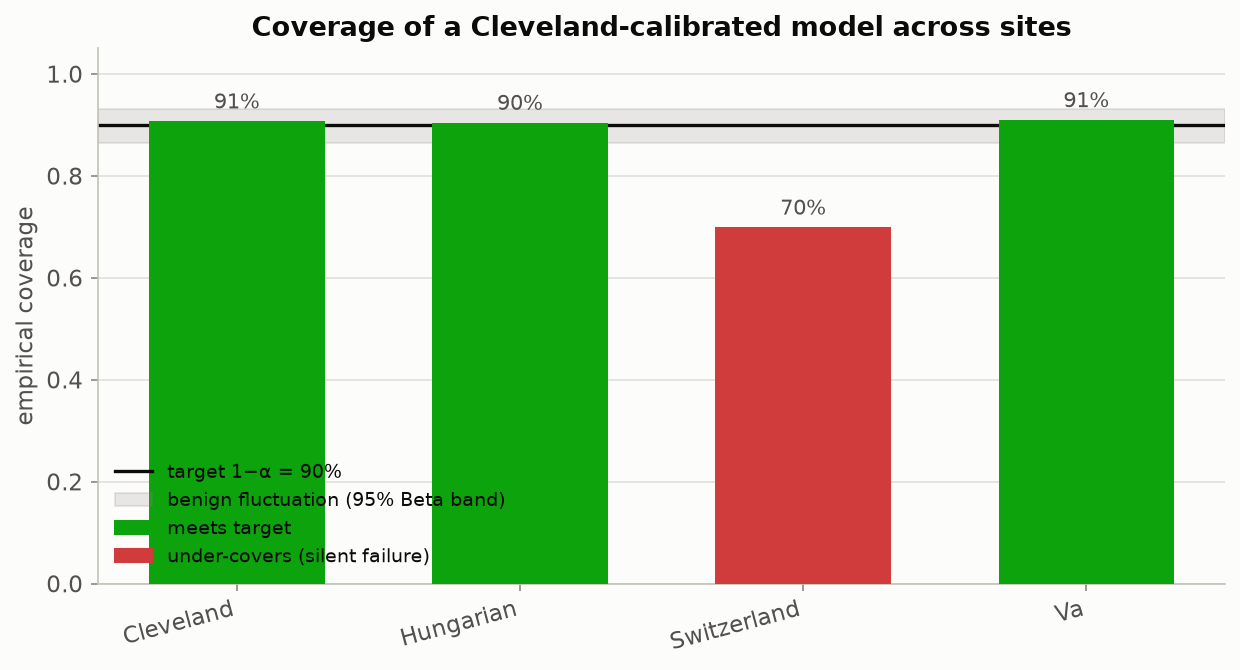 Coverage of a Cleveland-calibrated model across sites
empirical coverage
1.0
0.8
0.6
0.4
0.2
0.0
91%
90%
70%
91%
target 1−α = 90%
benign fluctuation (95% Beta band)
meets target
under-covers (silent failure)
Cleveland
Hungarian
Switzerland
Va